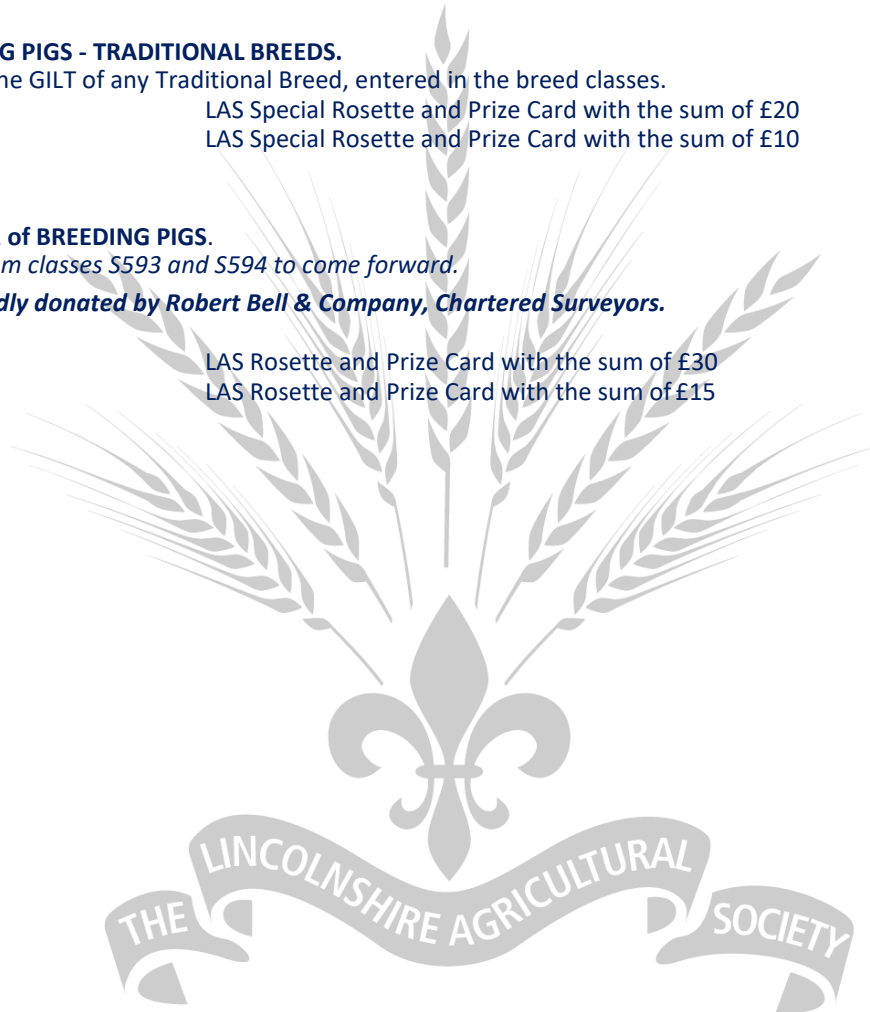 G PIGS - TRADITIONAL BREEDS.
he GILT of any Traditional Breed, entered in the breed classes.
LAS Special Rosette and Prize Card with the sum of £20
LAS Special Rosette and Prize Card with the sum of £10
of BREEDING PIGS.
m classes S593 and S594 to come forward.
dly donated by Robert Bell & Company, Chartered Surveyors.
LAS Rosette and Prize Card with the sum of £30
LAS Rosette and Prize Card with the sum of £15
THE LINCOLNSHIRE AGRICULTURAL SOCIETY